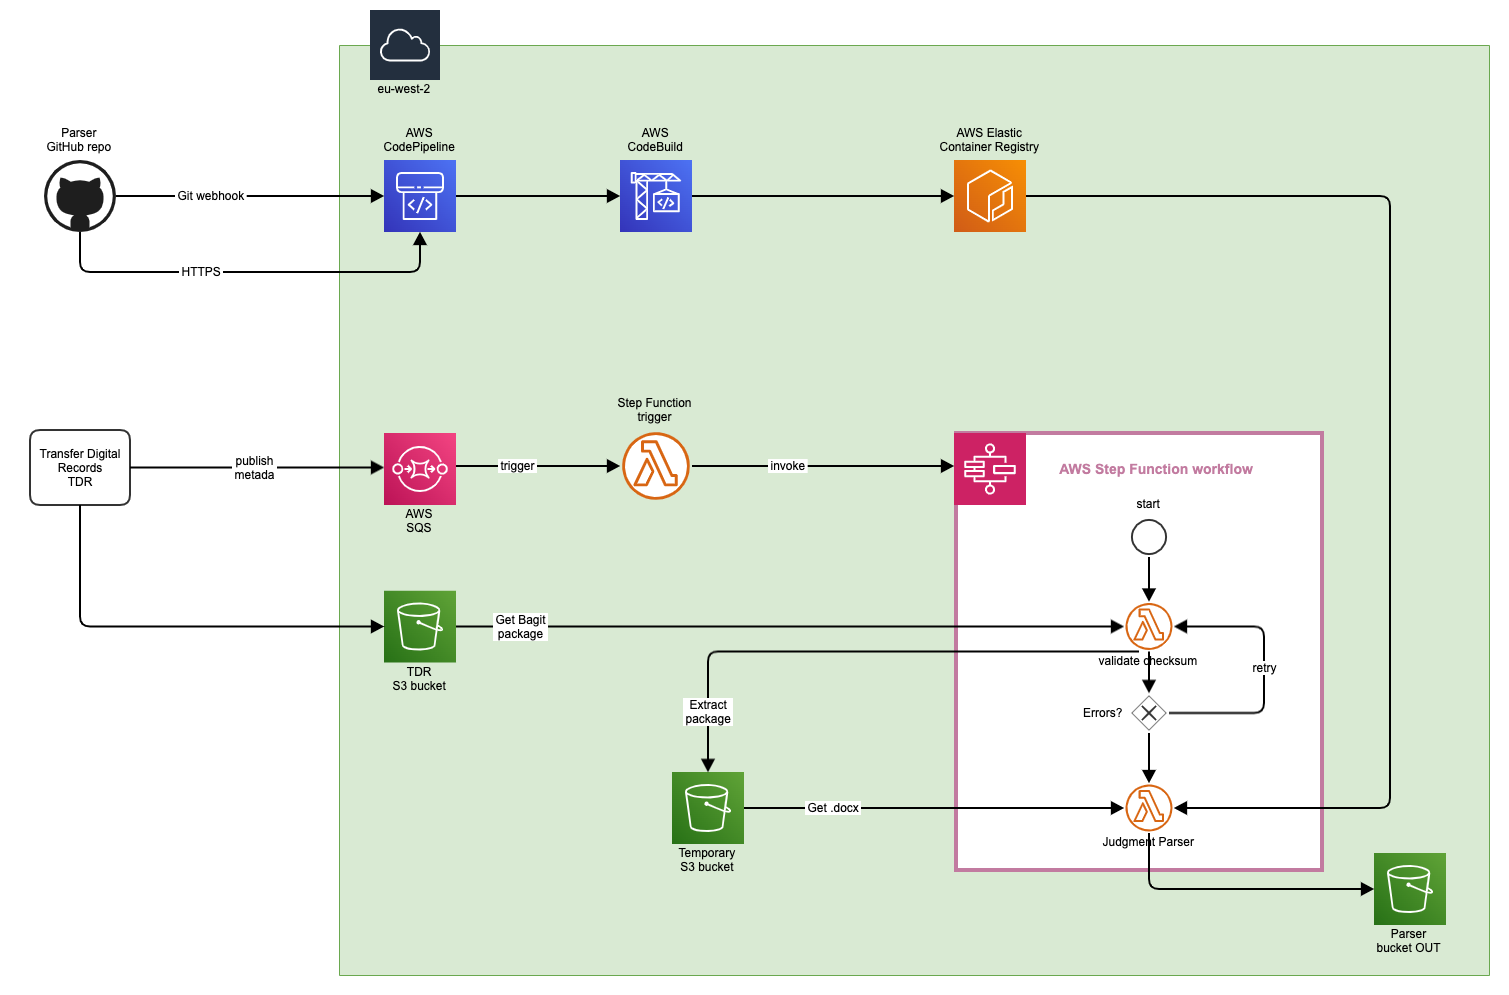 eu-west-2
Parser
GitHub repo
AWS
CodePipeline
AWS
CodeBuild
AWS Elastic
Container Registry
Git webhook
</>
</>
HTTPS
Step Function
trigger
Transfer Digital
Records
TDR
publish
metada
trigger
invoke
AWS Step Function workflow
AWS
SQS
start
Get Bagit
package
validate checksum
retry
TDR
S3 bucket
Extract
package
Errors?
Get .docx
Judgment Parser
Temporary
S3 bucket
Parser
bucket OUT